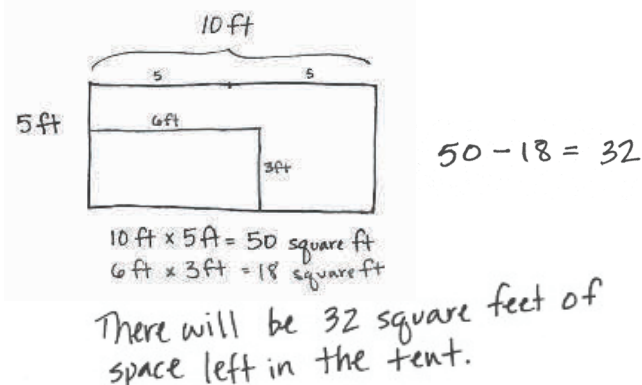 10 ft
5 5
5 ft
6ft
3ft
50 - 18 = 32
10 ft x 5 ft = 50 square ft
6 ft x 3 ft = 18 square ft
There will be 32 square feet of
space left in the tent.